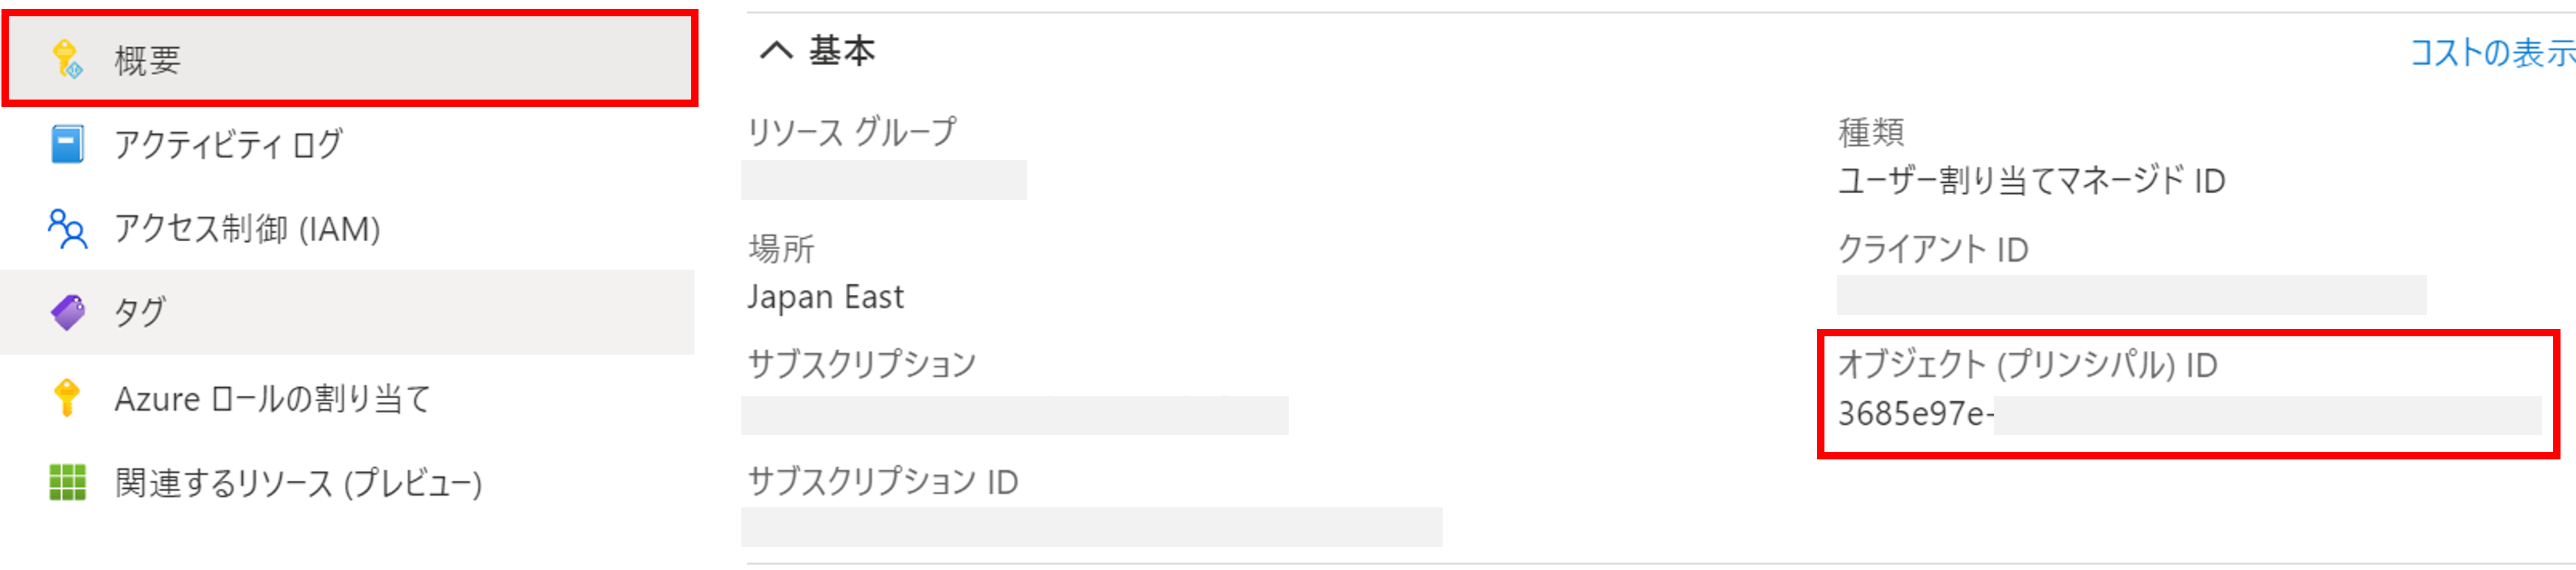 概要
アクティビティ ログ
アクセス制御 (IAM)
タグ
Azure ロールの割り当て
関連するリソース (プレビュー)
基本
コストの表示
リソース グループ
場所
Japan East
サブスクリプション
サブスクリプション ID
種類
ユーザー割り当てマネージド ID
クライアント ID
オブジェクト (プリンシパル) ID
3685e97e-